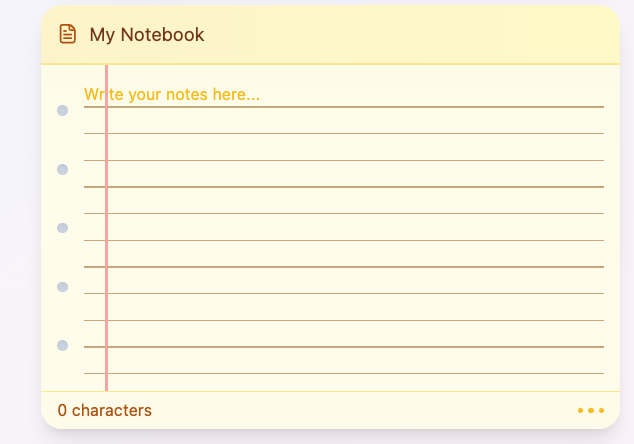 My Notebook
Write your notes here...
0 characters